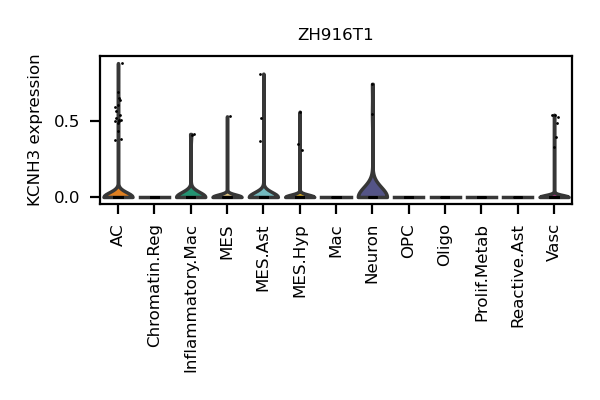 ZH916T1
KCNH3 expression
0.5
0.0
AC
Chromatin.Reg
Inflammatory.Mac
MES
MES.Ast
MES.Hyp
Mac
Neuron
OPC
Oligo
Prolif.Metab
Reactive.Ast
Vasc